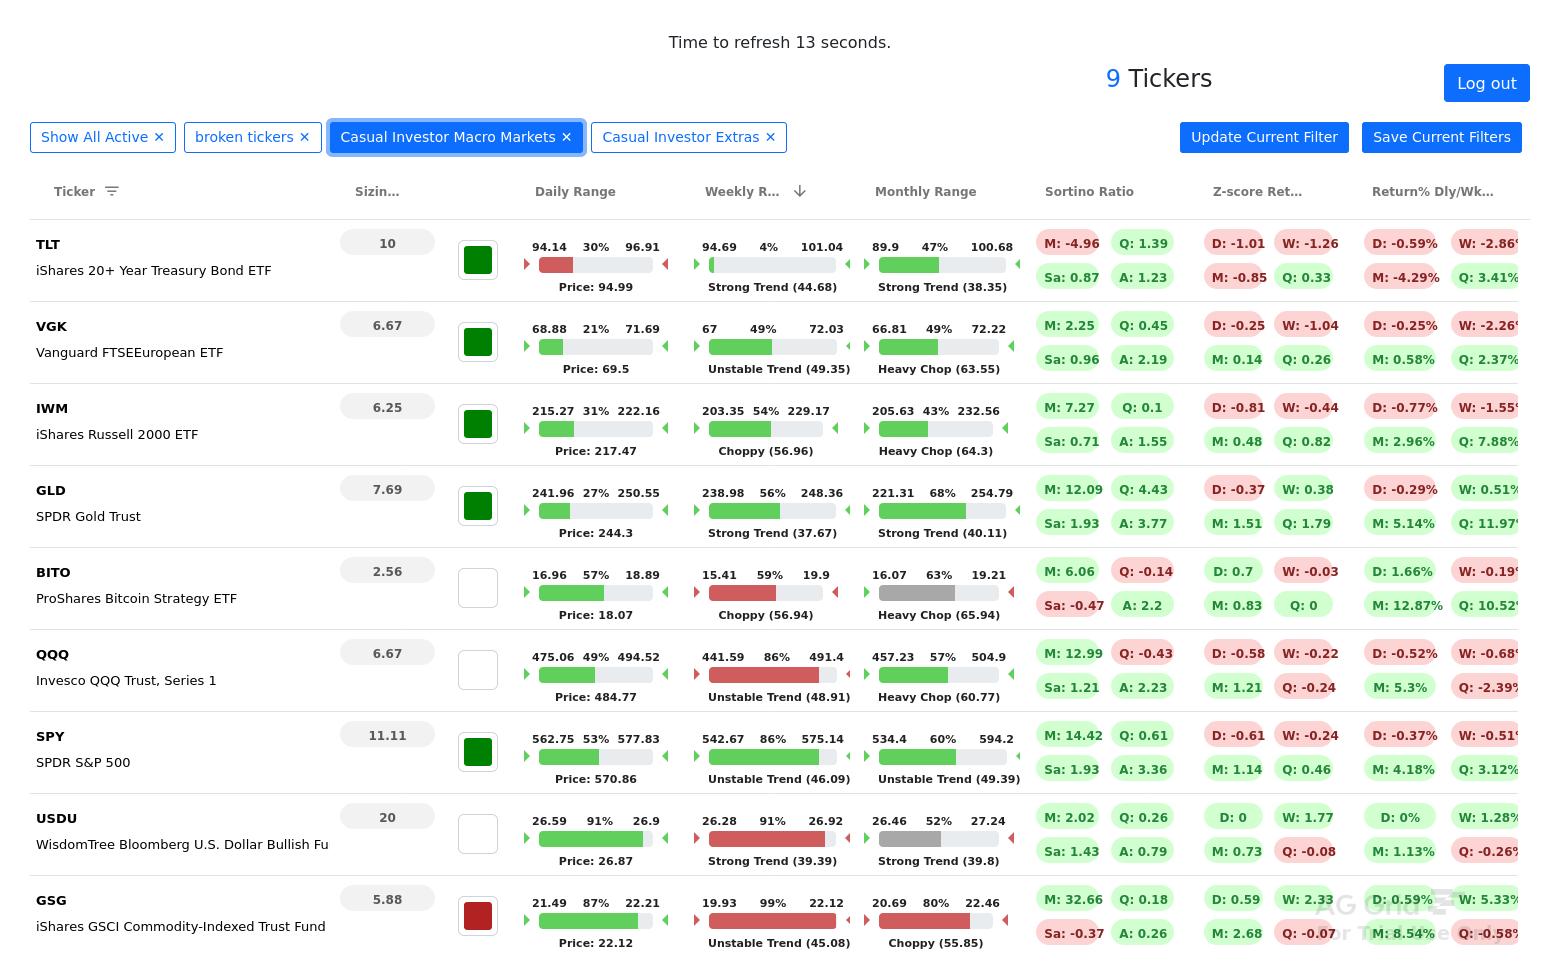 Time to refresh 13 seconds.
9 Tickers
Log out
Show All Active ✕ broken tickers ✕ Casual Investor Macro Markets ✕ Casual Investor Extras ✕ Update Current Filter Save Current Filters
Ticker Sizin... Daily Range Weekly R... Monthly Range Sortino Ratio Z-score Ret... Return% Dly/Wk...
TLT 10 M: -4.96 Q: 1.39 D: -1.01 W: -1.26 D: -0.59% W: -2.86%
94.14 30% 96.91 94.69 4% 101.04 89.9 47% 100.68
iShares 20+ Year Treasury Bond ETF Sa: 0.87 A: 1.23 M: -0.85 Q: 0.33 M: -4.29% Q: 3.41%
Price: 94.99 Strong Trend (44.68) Strong Trend (38.35)
VGK 6.67 M: 2.25 Q: 0.45 D: -0.25 W: -1.04 D: -0.25% W: -2.26%
68.88 21% 71.69 67 49% 72.03 66.81 49% 72.22
Vanguard FTSEEuropean ETF Sa: 0.96 A: 2.19 M: 0.14 Q: 0.26 M: 0.58% Q: 2.37%
Price: 69.5 Unstable Trend (49.35) Heavy Chop (63.55)
IWM 6.25 M: 7.27 Q: 0.1 D: -0.81 W: -0.44 D: -0.77% W: -1.55%
215.27 31% 222.16 203.35 54% 229.17 205.63 43% 232.56
iShares Russell 2000 ETF Sa: 0.71 A: 1.55 M: 0.48 Q: 0.82 M: 2.96% Q: 7.88%
Price: 217.47 Choppy (56.96) Heavy Chop (64.3)
GLD 7.69 M: 12.09 Q: 4.43 D: -0.37 W: 0.38 D: -0.29% W: 0.51%
241.96 27% 250.55 238.98 56% 248.36 221.31 68% 254.79
SPDR Gold Trust Sa: 1.93 A: 3.77 M: 1.51 Q: 1.79 M: 5.14% Q: 11.97%
Price: 244.3 Strong Trend (37.67) Strong Trend (40.11)
BITO 2.56 M: 6.06 Q: -0.14 D: 0.7 W: -0.03 D: 1.66% W: -0.19%
16.96 57% 18.89 15.41 59% 19.9 16.07 63% 19.21
ProShares Bitcoin Strategy ETF Sa: -0.47 A: 2.2 M: 0.83 Q: 0 M: 12.87% Q: 10.52%
Price: 18.07 Choppy (56.94) Heavy Chop (65.94)
QQQ 6.67 M: 12.99 Q: -0.43 D: -0.58 W: -0.22 D: -0.52% W: -0.68%
475.06 49% 494.52 441.59 86% 491.4 457.23 57% 504.9
Invesco QQQ Trust, Series 1 Sa: 1.21 A: 2.23 M: 1.21 Q: -0.24 M: 5.3% Q: -2.39%
Price: 484.77 Unstable Trend (48.91) Heavy Chop (60.77)
SPY 11.11 M: 14.42 Q: 0.61 D: -0.61 W: -0.24 D: -0.37% W: -0.51%
562.75 53% 577.83 542.67 86% 575.14 534.4 60% 594.2
SPDR S&P 500 Sa: 1.93 A: 3.36 M: 1.14 Q: 0.46 M: 4.18% Q: 3.12%
Price: 570.86 Unstable Trend (46.09) Unstable Trend (49.39)
USDU 20 M: 2.02 Q: 0.26 D: 0 W: 1.77 D: 0% W: 1.28%
26.59 91% 26.9 26.28 91% 26.92 26.46 52% 27.24
WisdomTree Bloomberg U.S. Dollar Bullish Fu Sa: 1.43 A: 0.79 M: 0.73 Q: -0.08 M: 1.13% Q: -0.26%
Price: 26.87 Strong Trend (39.39) Strong Trend (39.8)
GSG 5.88 M: 32.66 Q: 0.18 D: 0.59 W: 2.33 D: 0.59% W: 5.33%
21.49 87% 22.21 19.93 99% 22.12 20.69 80% 22.46
iShares GSCI Commodity-Indexed Trust Fund Sa: -0.37 A: 0.26 M: 2.68 Q: -0.07 M: 8.54% Q: -0.58%
Price: 22.12 Unstable Trend (45.08) Choppy (55.85)
AG Grid
For Trial Use Only